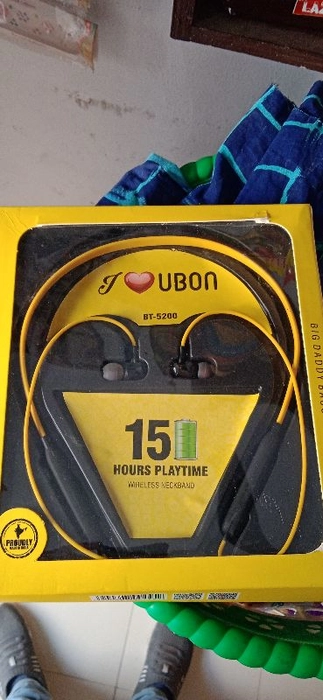 I ❤ UBON
BT-5200
15
HOURS PLAYTIME
WIRELESS NECKBAND
BIG DADDY BASS
PROUDLY